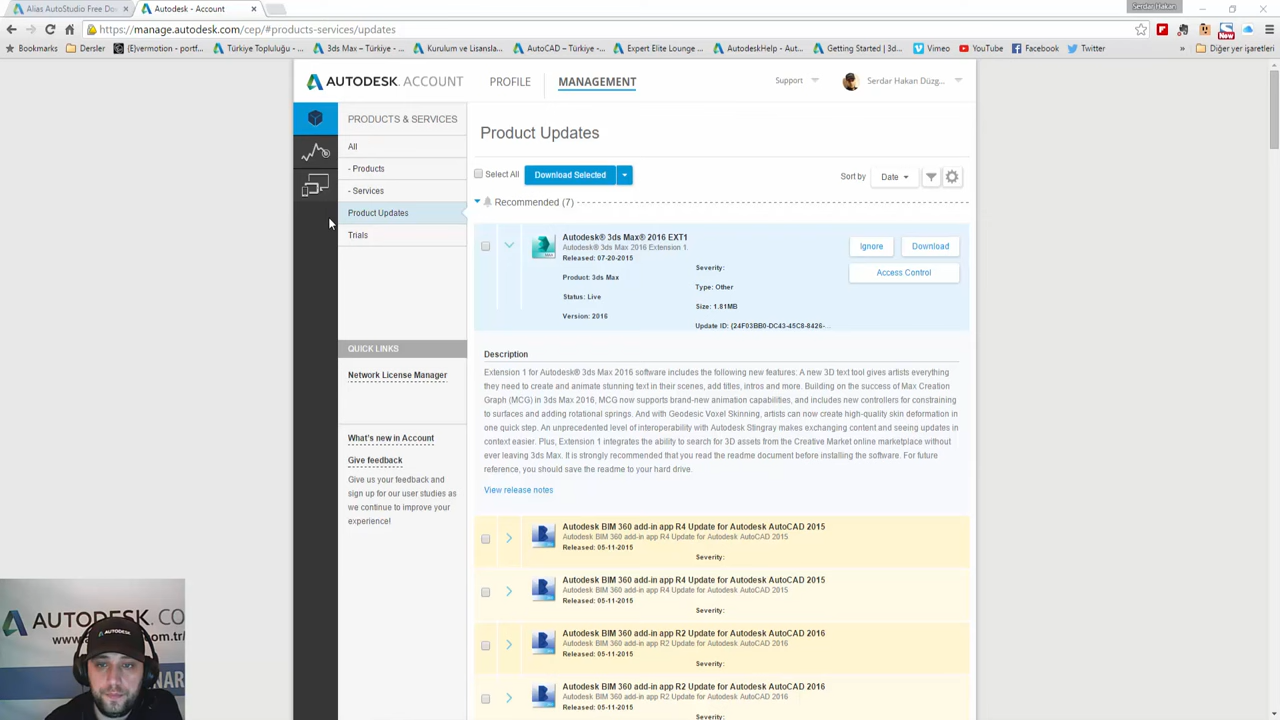 Alias AutoStudio Free Do
Autodesk - Account
Serdar Hakan
https://manage.autodesk.com/cep/#products-services/updates
Bookmarks
Dersler
[Evermotion - portf...
Türkiye Topluluğu - ...
3ds Max – Türkiye - ...
Kurulum ve Lisansla...
AutoCAD – Türkiye -...
Expert Elite Lounge ...
AutodeskHelp - Aut...
Getting Started | 3d...
Vimeo
YouTube
Facebook
Twitter
»
Diğer yer işaretleri
AUTODESK. ACCOUNT
PROFILE
MANAGEMENT
Support
Serdar Hakan Düzg...
PRODUCTS & SERVICES
All
- Products
- Services
Product Updates
Trials
QUICK LINKS
Network License Manager
What's new in Account
Give feedback
Give us your feedback and
sign up for our user studies as
we continue to improve your
experience!
Product Updates
Select All
Download Selected
Sort by
Date
Recommended (7)
Autodesk® 3ds Max® 2016 EXT1
Autodesk® 3ds Max 2016 Extension 1.
Released: 07-20-2015
Product: 3ds Max
Status: Live
Version: 2016
Severity:
Type: Other
Size: 1.81MB
Update ID: {24F03BB0-DC43-45C8-8426-...
Ignore
Download
Access Control
Description
Extension 1 for Autodesk® 3ds Max 2016 software includes the following new features: A new 3D text tool gives artists everything
they need to create and animate stunning text in their scenes, add titles, intros and more. Building on the success of Max Creation
Graph (MCG) in 3ds Max 2016, MCG now supports brand-new animation capabilities, and includes new controllers for constraining
to surfaces and adding rotational springs. And with Geodesic Voxel Skinning, artists can now create high-quality skin deformation in
one quick step. An unprecedented level of interoperability with Autodesk Stingray makes exchanging content and seeing updates in
context easier. Plus, Extension 1 integrates the ability to search for 3D assets from the Creative Market online marketplace without
ever leaving 3ds Max. It is strongly recommended that you read the readme document before installing the software. For future
reference, you should save the readme to your hard drive.
View release notes
Autodesk BIM 360 add-in app R4 Update for Autodesk AutoCAD 2015
Autodesk BIM 360 add-in app R4 Update for Autodesk AutoCAD 2015
Released: 05-11-2015
Severity:
Autodesk BIM 360 add-in app R4 Update for Autodesk AutoCAD 2015
Autodesk BIM 360 add-in app R4 Update for Autodesk AutoCAD 2015
Released: 05-11-2015
Severity:
Autodesk BIM 360 add-in app R2 Update for Autodesk AutoCAD 2016
Autodesk BIM 360 add-in app R2 Update for Autodesk AutoCAD 2016
Released: 05-11-2015
Severity:
Autodesk BIM 360 add-in app R2 Update for Autodesk AutoCAD 2016
Autodesk BIM 360 add-in app R2 Update for Autodesk AutoCAD 2016
Released: 05-11-2015
Severity:
AUTODESK.CO